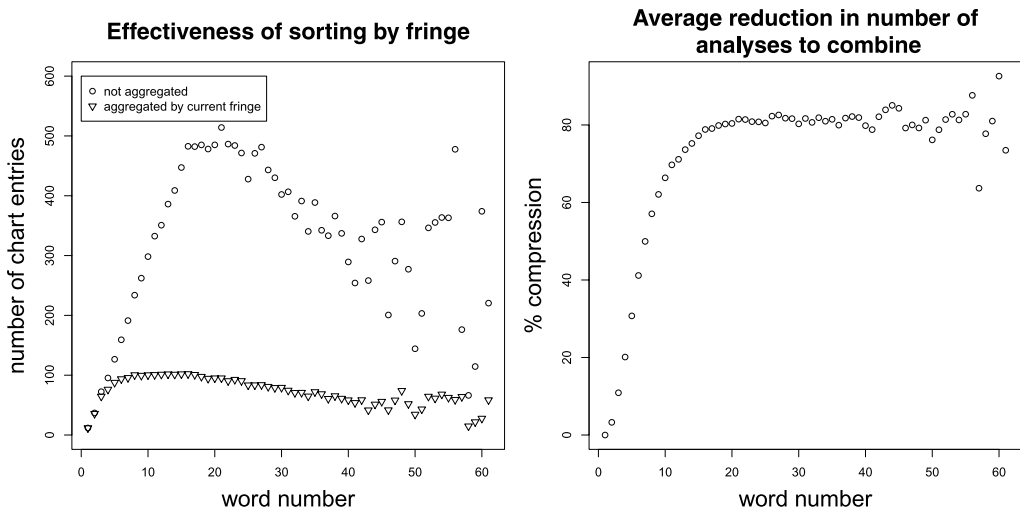 Effectiveness of sorting by fringe
number of chart entries
600
500
400
300
200
100
0
not aggregated
aggregated by current fringe
0 10 20 30 40 50 60
word number
Average reduction in number of
analyses to combine
% compression
80
60
40
20
0
0 10 20 30 40 50 60
word number